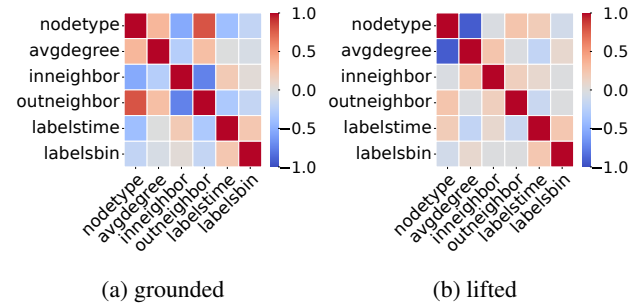 nodetype
avgdegree
inneighbor
outneighbor
labelstime
labelsbin
nodetype
avgdegree
inneighbor
outneighbor
labelstime
labelsbin
1.0
0.5
0.0
−0.5
−1.0
(a) grounded
nodetype
avgdegree
inneighbor
outneighbor
labelstime
labelsbin
nodetype
avgdegree
inneighbor
outneighbor
labelstime
labelsbin
1.0
0.5
0.0
−0.5
−1.0
(b) lifted